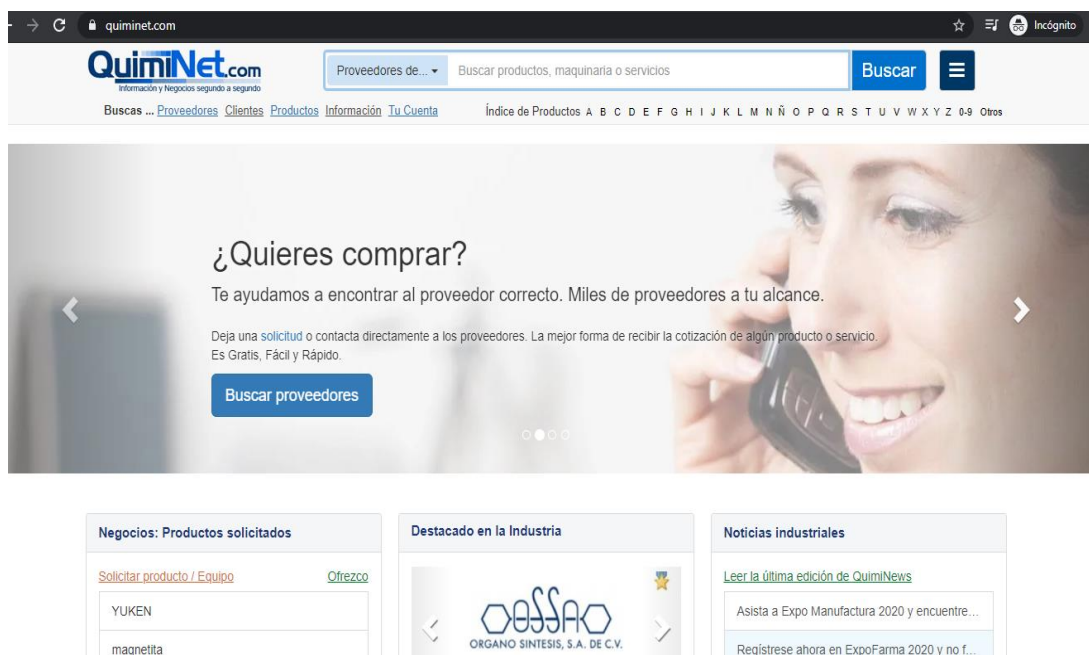 quiminet.com
Incógnito
QuimiNet.com
Información y Negocios segundo a segundo
Proveedores de...
Buscar productos, maquinaria o servicios
Buscar
Buscas ... Proveedores Clientes Productos Información Tu Cuenta
Índice de Productos A B C D E F G H I J K L M N Ñ O P Q R S T U V W X Y Z 0-9 Otros
¿Quieres comprar?
Te ayudamos a encontrar al proveedor correcto. Miles de proveedores a tu alcance.
Deja una solicitud o contacta directamente a los proveedores. La mejor forma de recibir la cotización de algún producto o servicio.
Es Gratis, Fácil y Rápido.
Buscar proveedores
Negocios: Productos solicitados
Solicitar producto / Equipo
Ofrezco
YUKEN
magnetita
Destacado en la Industria
OSSA
ORGANO SINTESIS, S.A. DE C.V.
Noticias industriales
Leer la última edición de QuimiNews
Asista a Expo Manufactura 2020 y encuentre...
Regístrese ahora en ExpoFarma 2020 y no f...